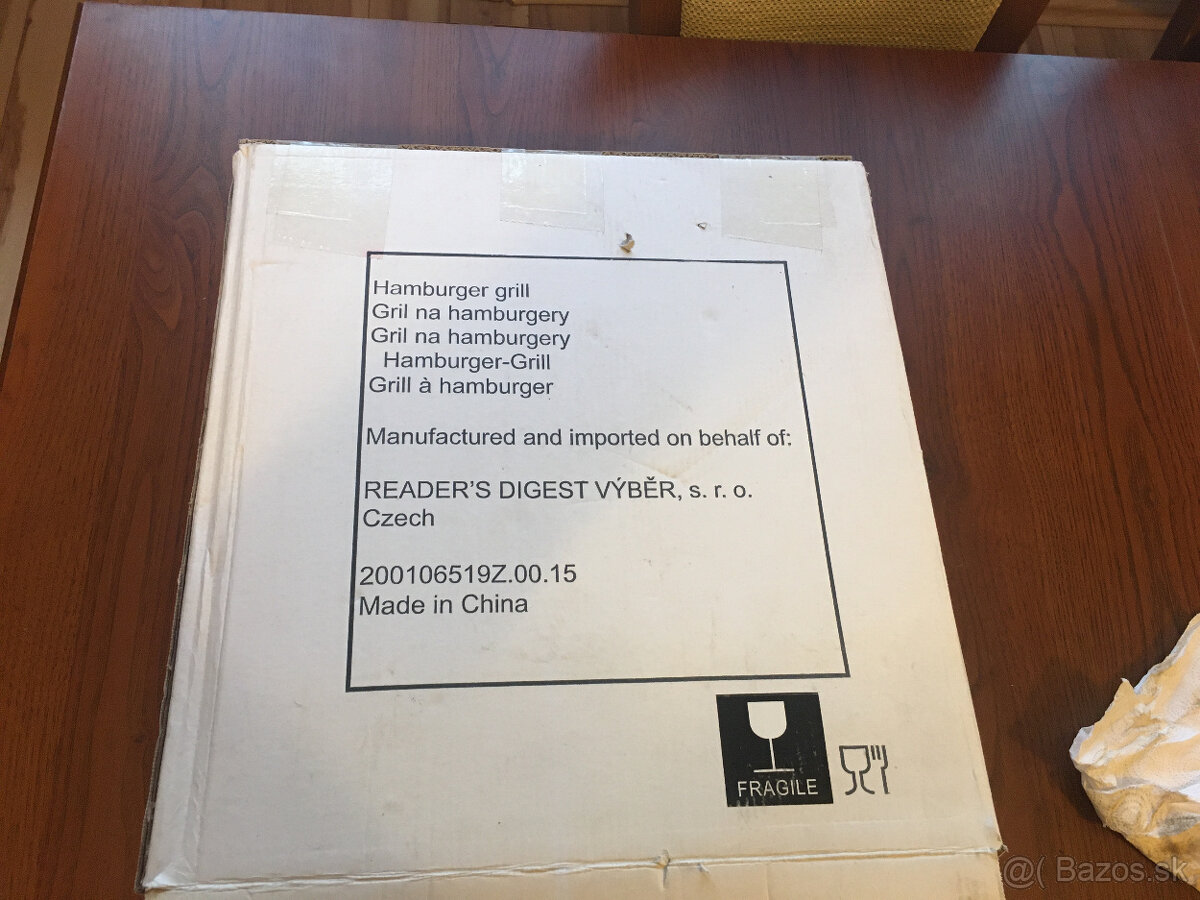 Hamburger grill
Gril na hamburgery
Gril na hamburgery
Hamburger-Grill
Grill à hamburger
Manufactured and imported on behalf of:
READER'S DIGEST VÝBĚR, s. r. o.
Czech
200106519Z.00.15
Made in China
FRAGILE
@( Bazos.sk